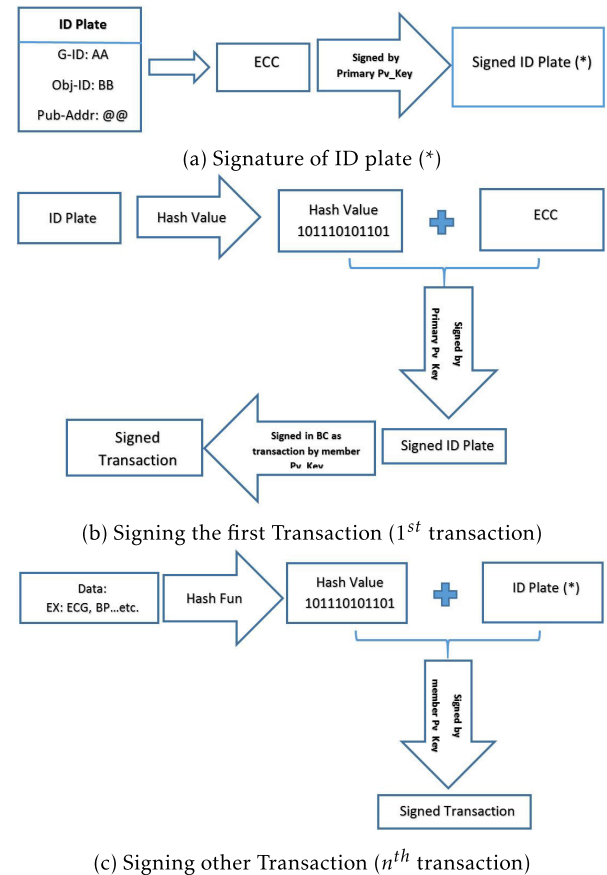 ID Plate
G-ID: AA
Obj-ID: BB
Pub-Addr: @@
ECC
Signed by
Primary Pv_Key
Signed ID Plate (*)
(a) Signature of ID plate (*)
ID Plate
Hash Value
Hash Value
101110101101
ECC
Signed by
Primary Pv_Key
Signed ID Plate
Signed in BC as
transaction by member
Pv_Key
Signed
Transaction
(b) Signing the first Transaction (1st transaction)
Data:
EX: ECG, BP…etc.
Hash Fun
Hash Value
101110101101
ID Plate (*)
Signed by
member Pv_Key
Signed Transaction
(c) Signing other Transaction (nth transaction)